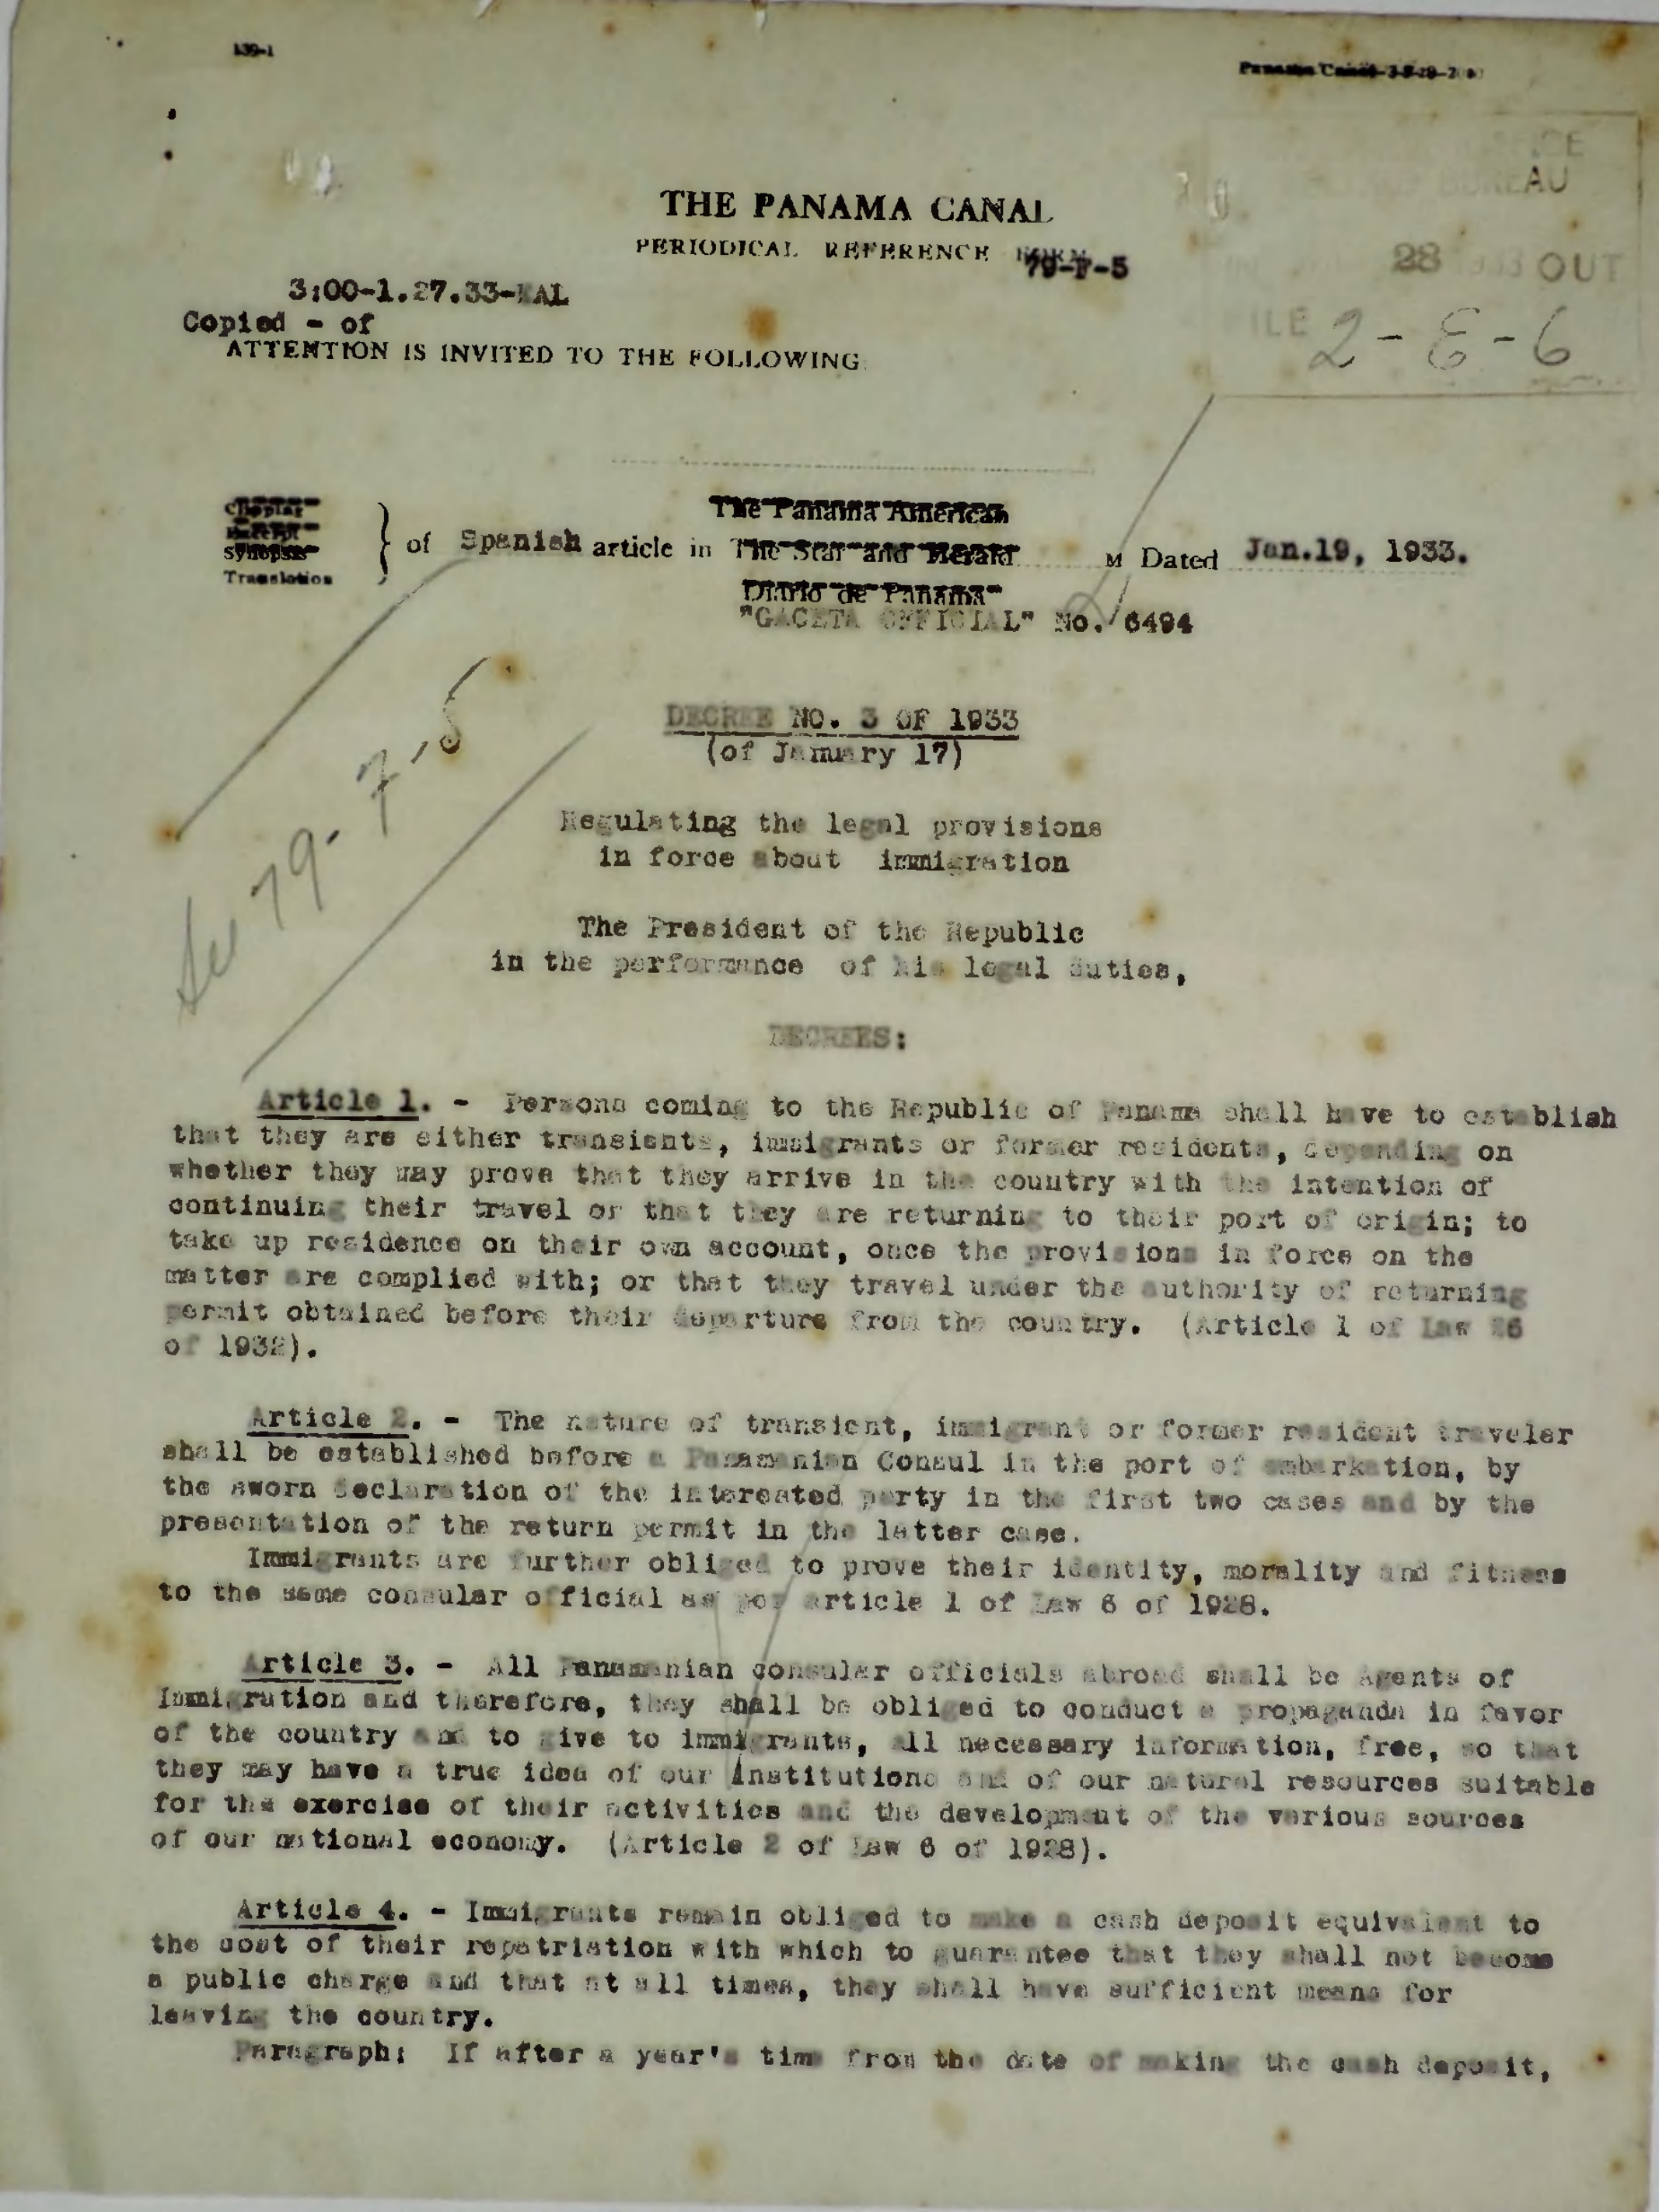 139-1
THE PANAMA CANAL
PERIODICAL REFERENCE FORM
79-F-5
3:00-1.27.33-KAL
Copied - of
ATTENTION IS INVITED TO THE FOLLOWING
AU
28 OUT
2-E-6
Clipping
Excerpt
Synopsis
Translation
of Spanish article in
The Panama American
The Star and Herald
Diario de Panama
Dated Jan.19, 1933.
"GACETA OFFICIAL" No. 6494
79-7-5
DECREE NO. 3 OF 1933
(of January 17)
Regulating the legal provisions
in force about immigration
The President of the Republic
in the performance of his legal duties,
DECREES:
Article 1. - Persons coming to the Republic of Panama shall have to establish
that they are either transients, immigrants or former residents, depending on
whether they may prove that they arrive in the country with the intention of
continuing their travel or that they are returning to their port of origin; to
take up residence on their own account, once the provisions in force on the
matter are complied with; or that they travel under the authority of returning
permit obtained before their departure from the country. (Article 1 of Law 26
of 1932).
Article 2. - The nature of transient, immigrant or former resident traveler
shall be established before a Panamanian Consul in the port of embarkation, by
the sworn declaration of the interested party in the first two cases and by the
presentation of the return permit in the latter case.
Immigrants are further obliged to prove their identity, morality and fitness
to the same consular official as per article 1 of Law 6 of 1928.
Article 3. - All Panamanian consular officials abroad shall be Agents of
Immigration and therefore, they shall be obliged to conduct a propaganda in favor
of the country and to give to immigrants, all necessary information, free, so that
they may have a true idea of our institutions and of our natural resources suitable
for the exercise of their activities and the development of the various sources
of our national economy. (Article 2 of Law 6 of 1928).
Article 4. - Immigrants remain obliged to make a cash deposit equivalent to
the cost of their repatriation with which to guarantee that they shall not become
a public charge and that at all times, they shall have sufficient means for
leaving the country.
Paragraph: If after a year's time from the date of making the cash deposit,